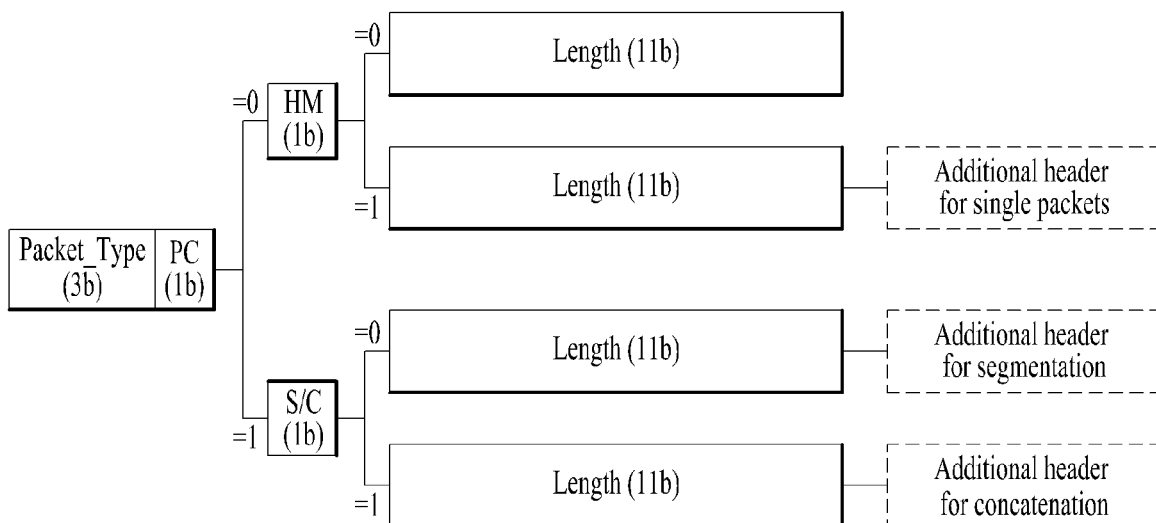 Packet_Type
(3b)
PC
(1b)
=0
HM
(1b)
=0
Length (11b)
=1
Length (11b)
Additional header
for single packets
=1
S/C
(1b)
=0
Length (11b)
Additional header
for segmentation
=1
Length (11b)
Additional header
for concatenation